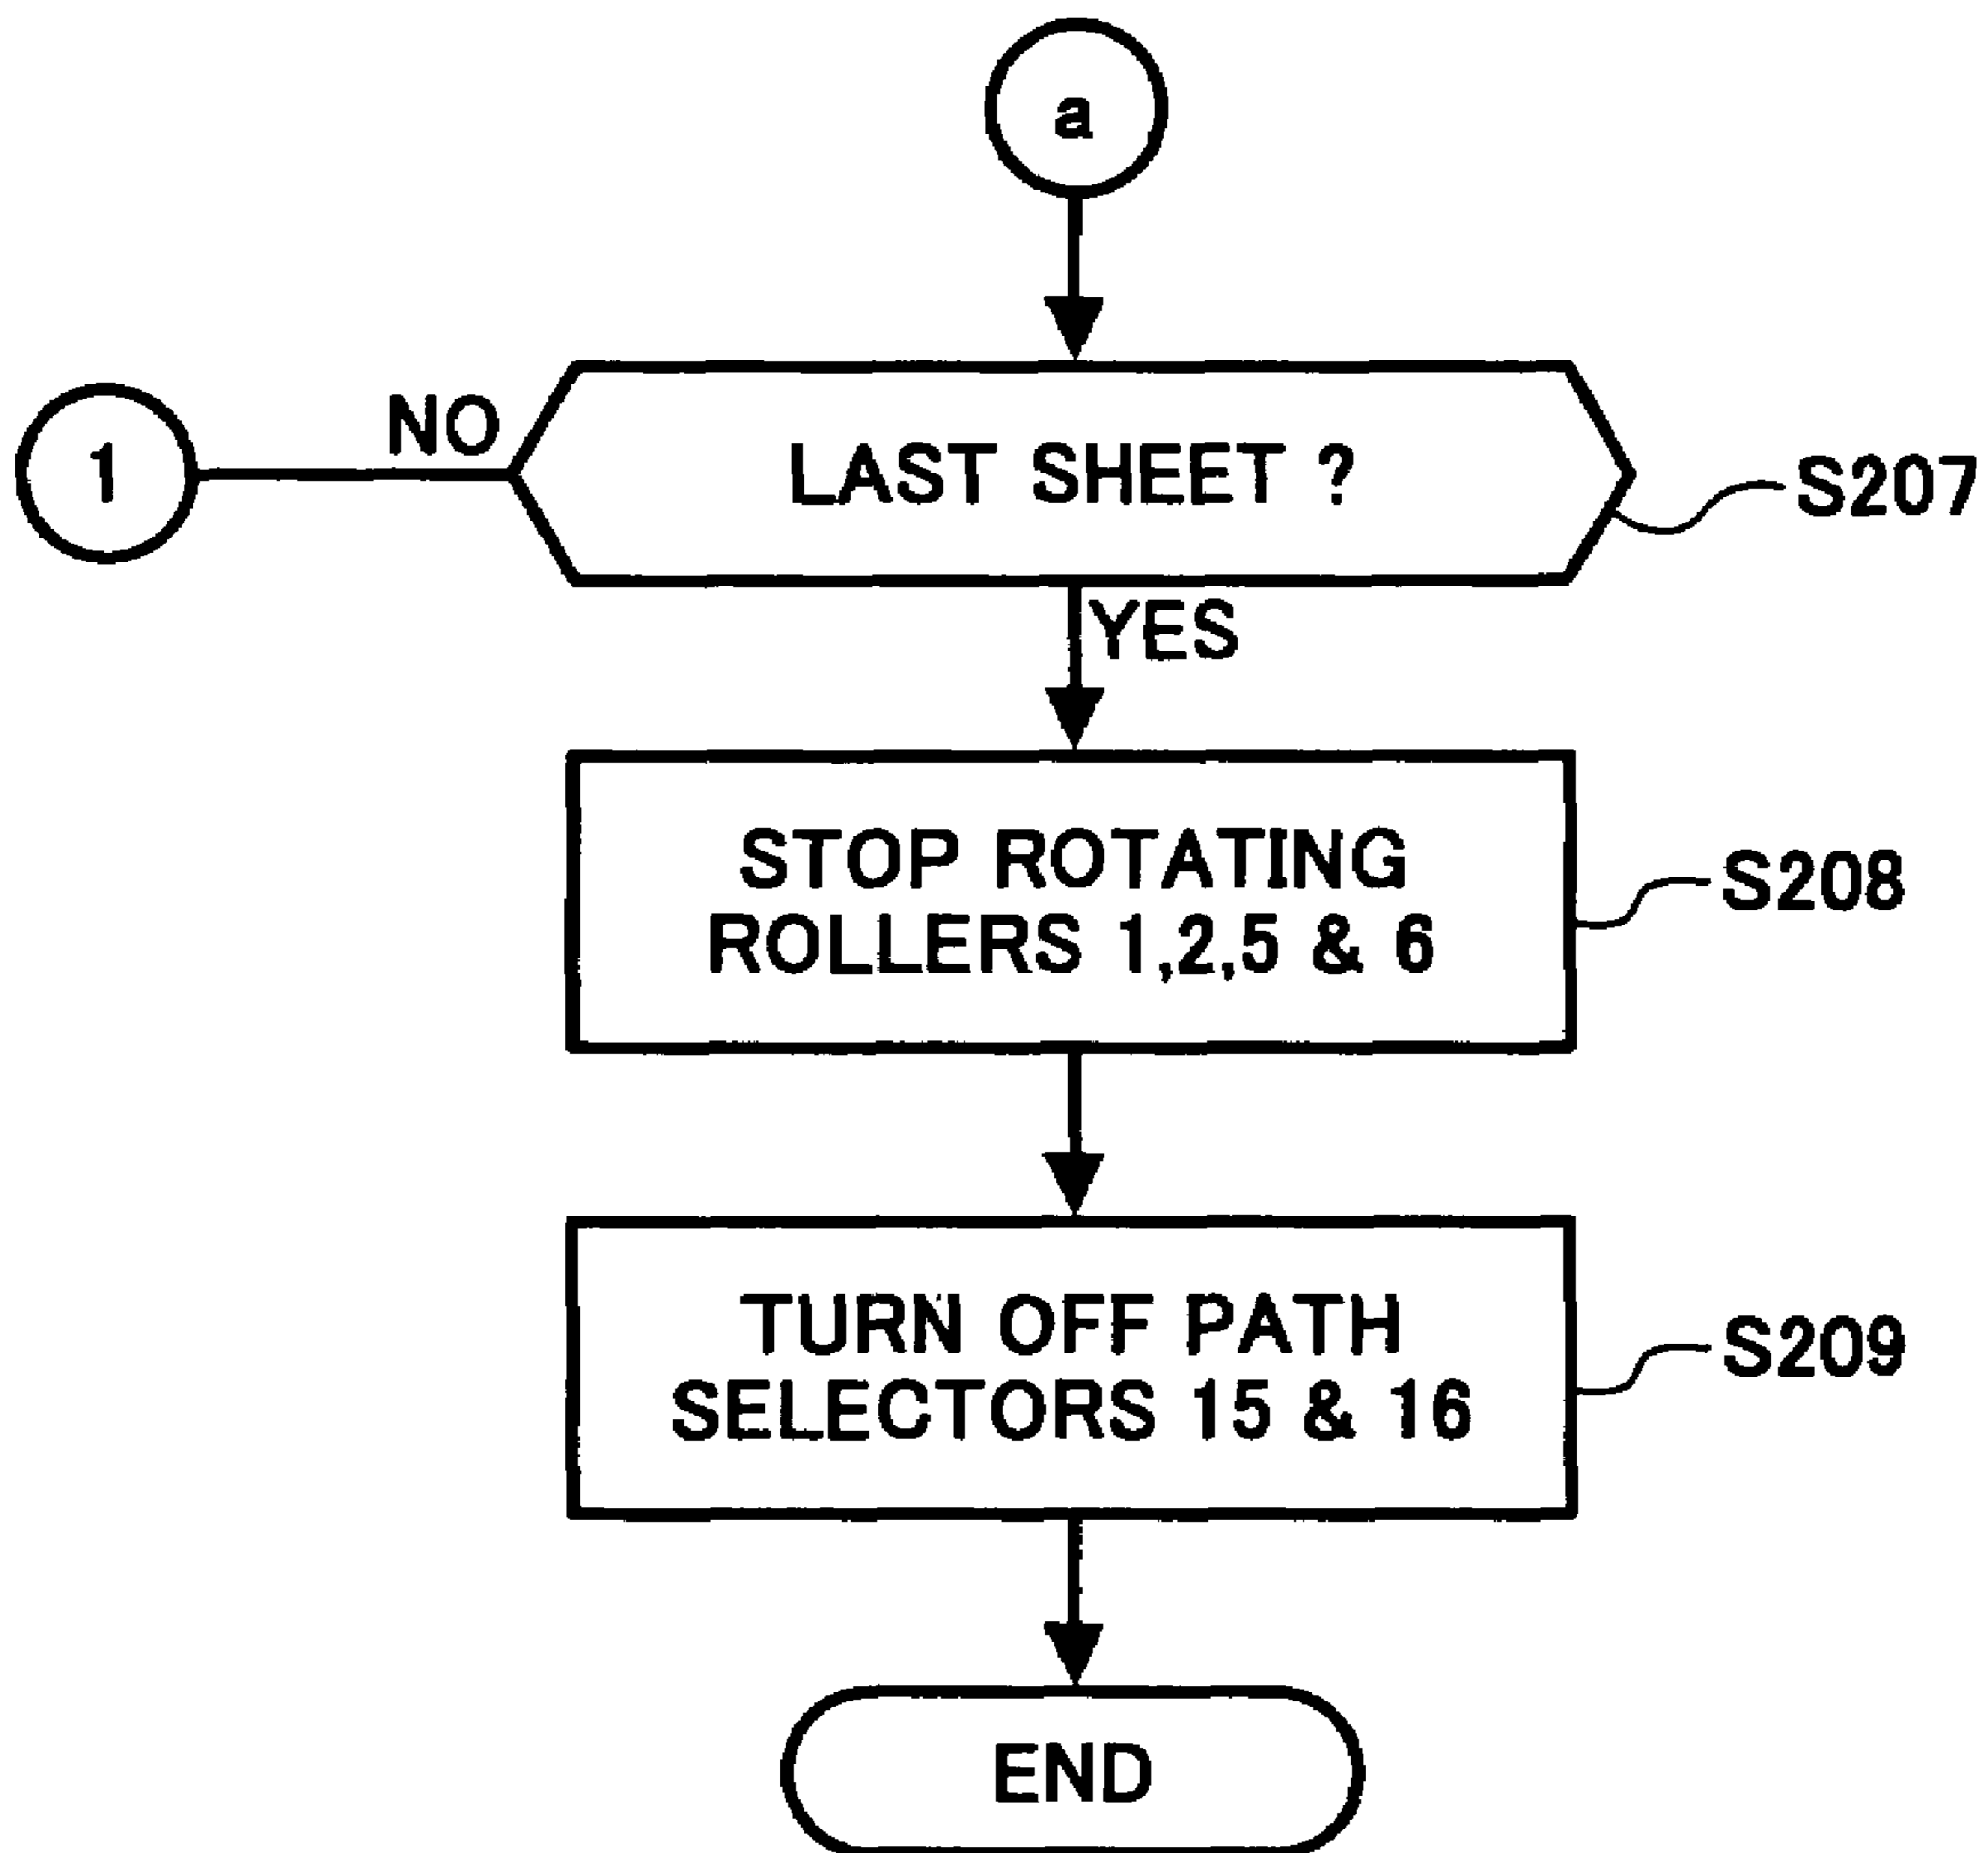 a
1
NO
LAST SHEET ?
S207
YES
STOP ROTATING
ROLLERS 1,2,5 & 6
S208
TURN OFF PATH
SELECTORS 15 & 16
S209
END